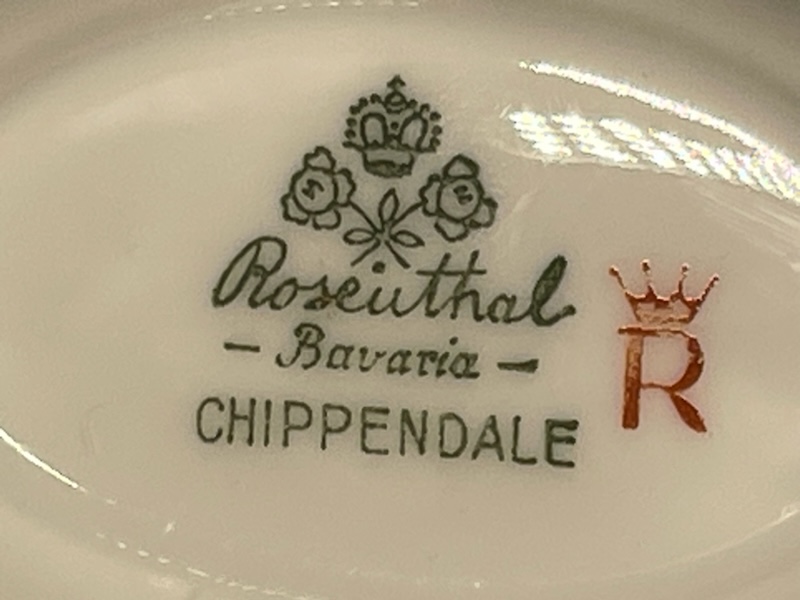 Rosenthal
- Bavaria -
CHIPPENDALE
R